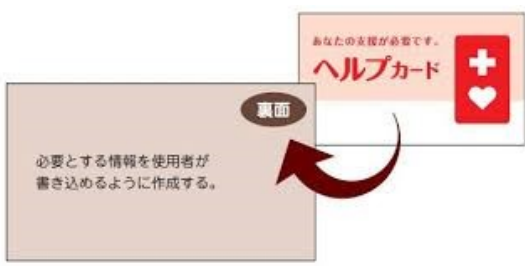 あなたの支援が必要です。
ヘルプカード
裏面
必要とする情報を使用者が
書き込めるように作成する。